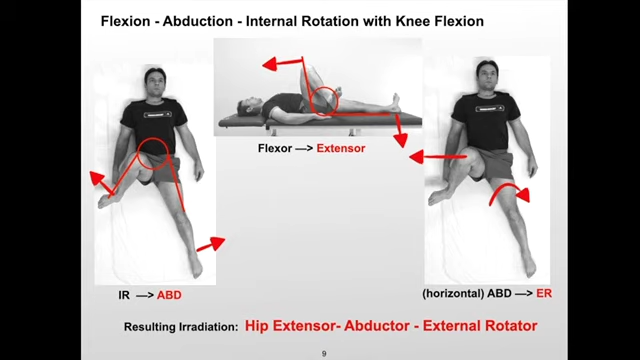 Flexion - Abduction - Internal Rotation with Knee Flexion
Flexor —> Extensor
IR —> ABD
(horizontal) ABD —> ER
Resulting Irradiation: Hip Extensor- Abductor - External Rotator
9